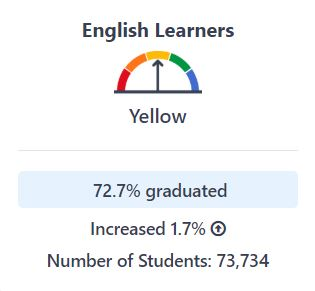 English Learners
Yellow
72.7% graduated
Increased 1.7%
Number of Students: 73,734